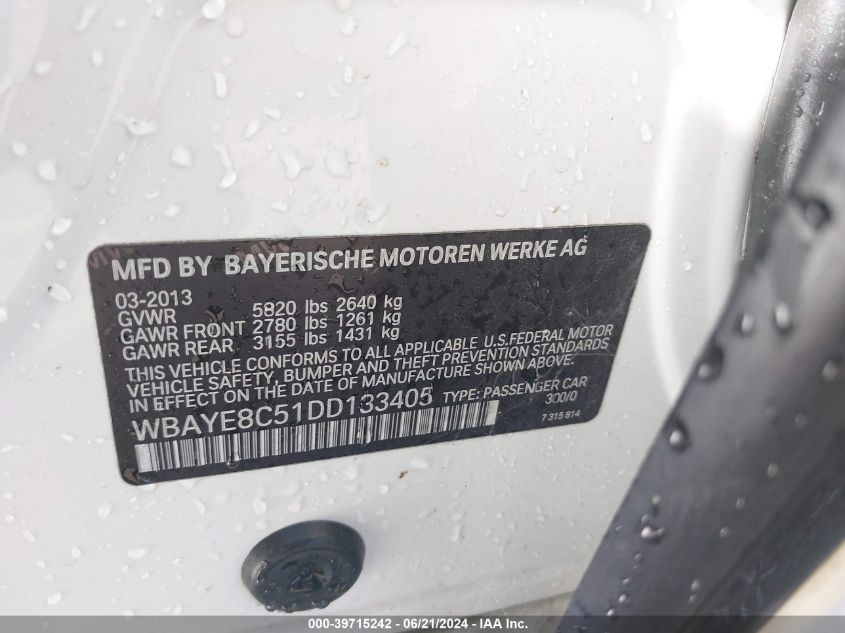 MFD BY BAYERISCHE MOTOREN WERKE AG
03-2013
GVWR 5820 lbs 2640 kg
GAWR FRONT 2780 lbs 1261 kg
GAWR REAR 3155 lbs 1431 kg
THIS VEHICLE CONFORMS TO ALL APPLICABLE U.S.FEDERAL MOTOR
VEHICLE SAFETY, BUMPER AND THEFT PREVENTION STANDARDS
IN EFFECT ON THE DATE OF MANUFACTURE SHOWN ABOVE.
WBAYE8C51DD133405 TYPE: PASSENGER CAR
300/0
7 315 814
000-39715242 - 06/21/2024 - IAA Inc.